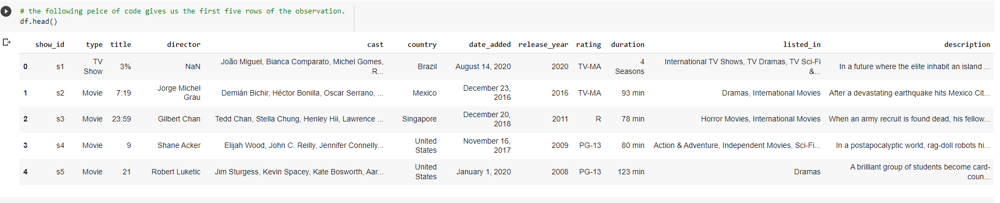 # the following peice of code gives us the first five rows of the observation.
df.head()
show_id type title director cast country date_added release_year rating duration listed_in description
0 s1 TV Show 3% NaN João Miguel, Bianca Comparato, Michel Gomes, R... Brazil August 14, 2020 2020 TV-MA 4 Seasons International TV Shows, TV Dramas, TV Sci-Fi &... In a future where the elite inhabit an island ...
1 s2 Movie 7:19 Jorge Michel Grau Demián Bichir, Héctor Bonilla, Oscar Serrano, ... Mexico December 23, 2016 2016 TV-MA 93 min Dramas, International Movies After a devastating earthquake hits Mexico Cit...
2 s3 Movie 23:59 Gilbert Chan Tedd Chan, Stella Chung, Henley Hii, Lawrence ... Singapore December 20, 2018 2011 R 78 min Horror Movies, International Movies When an army recruit is found dead, his fellow...
3 s4 Movie 9 Shane Acker Elijah Wood, John C. Reilly, Jennifer Connelly... United States November 16, 2017 2009 PG-13 80 min Action & Adventure, Independent Movies, Sci-Fi... In a postapocalyptic world, rag-doll robots hi...
4 s5 Movie 21 Robert Luketic Jim Sturgess, Kevin Spacey, Kate Bosworth, Aar... United States January 1, 2020 2008 PG-13 123 min Dramas A brilliant group of students become card-coun...